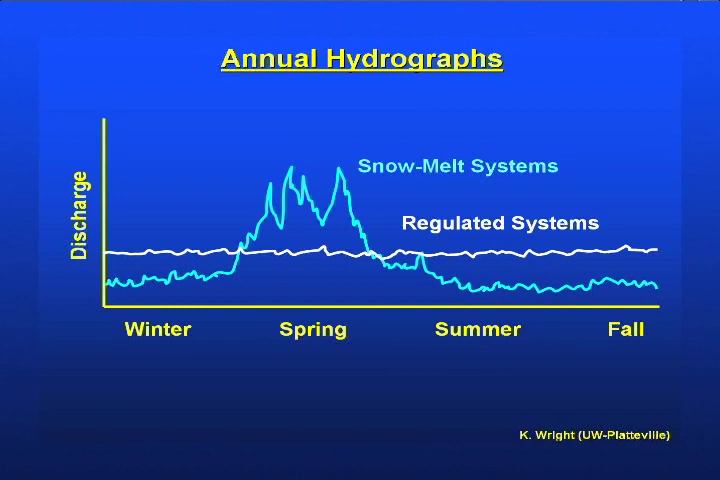 Annual Hydrographs
Snow-Melt Systems
Regulated Systems
Discharge
Winter Spring Summer Fall
K. Wright (UW-Platteville)